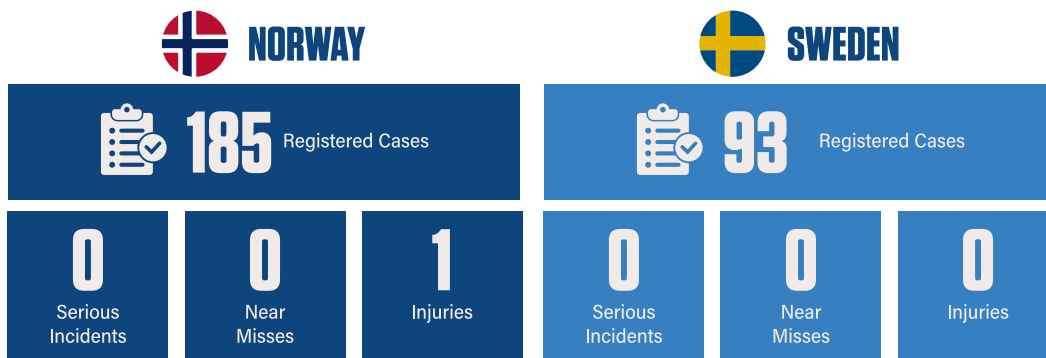 NORWAY
185 Registered Cases
0
Serious
Incidents
0
Near
Misses
1
Injuries
SWEDEN
93 Registered Cases
0
Serious
Incidents
0
Near
Misses
0
Injuries